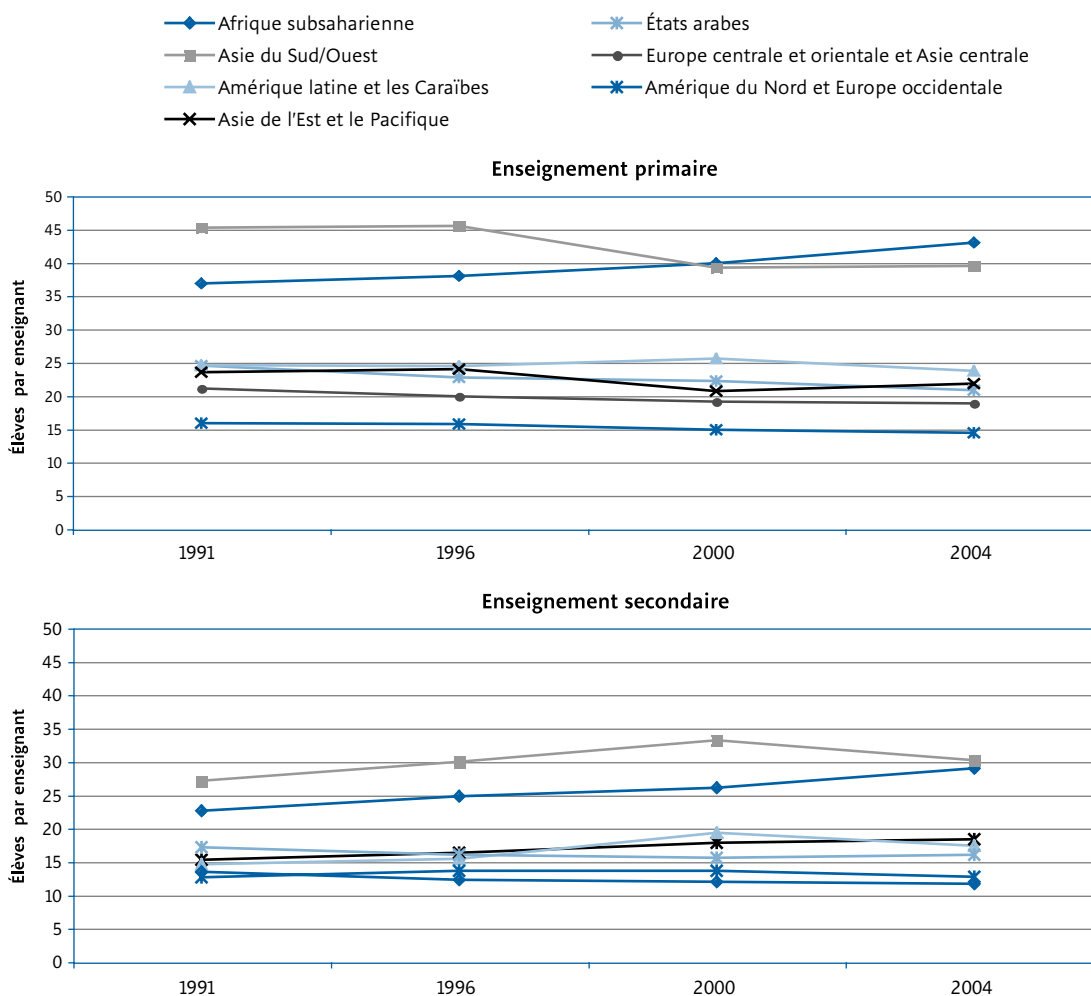 Afrique subsaharienne
États arabes
Asie du Sud/Ouest
Europe centrale et orientale et Asie centrale
Amérique latine et les Caraïbes
Amérique du Nord et Europe occidentale
Asie de l'Est et le Pacifique
Enseignement primaire
Élèves par enseignant
50
45
40
35
30
25
20
15
10
5
0
1991 1996 2000 2004
Enseignement secondaire
Élèves par enseignant
50
45
40
35
30
25
20
15
10
5
0
1991 1996 2000 2004